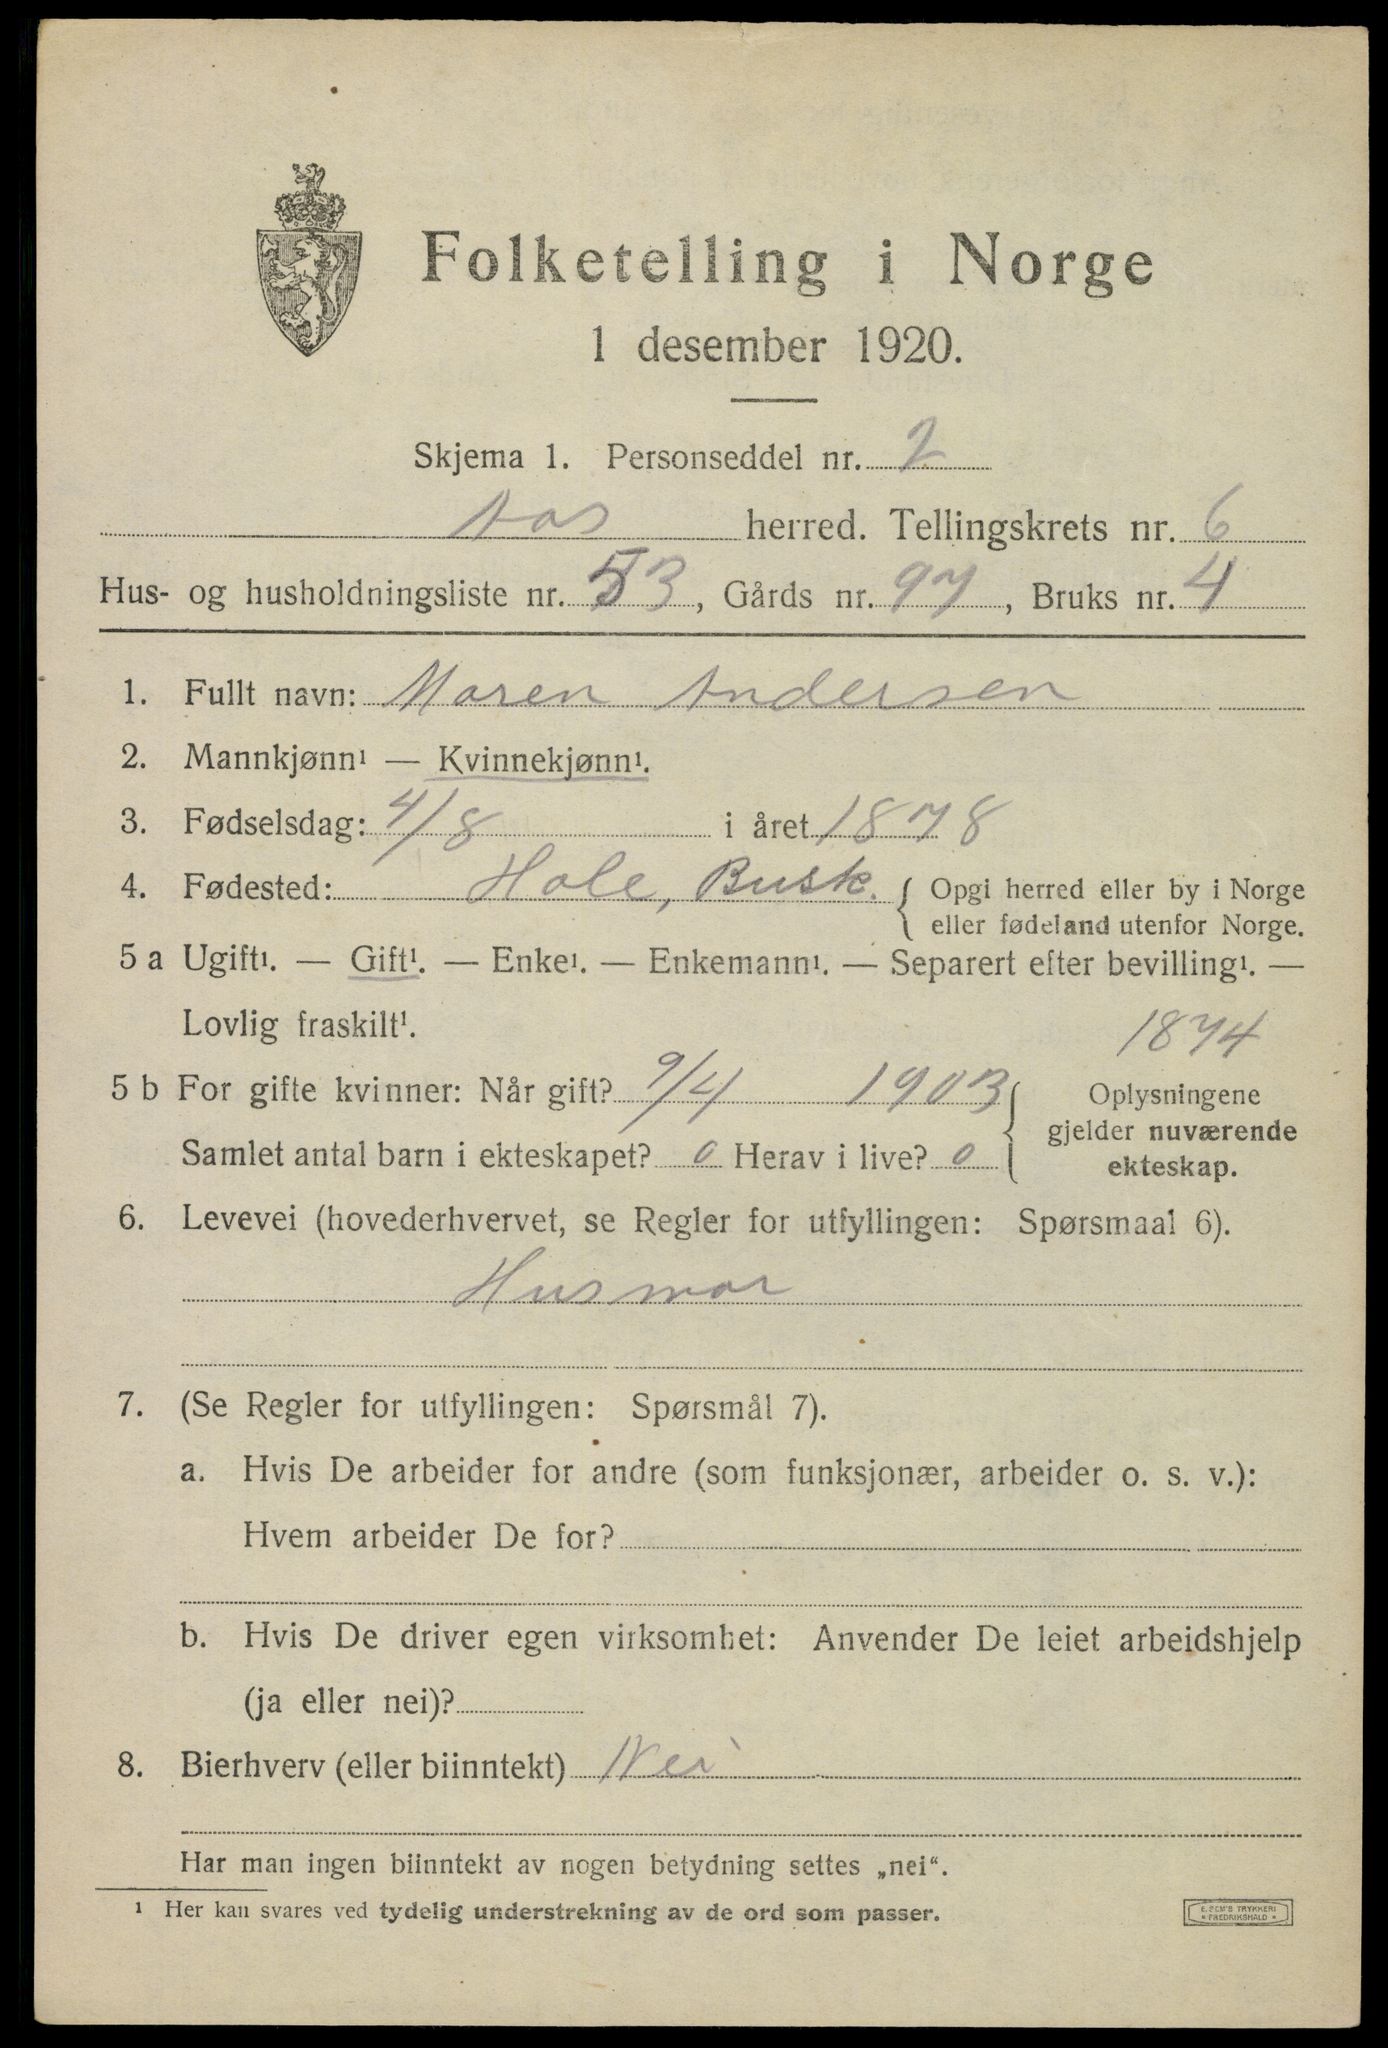 Folketelling i Norge
1 desember 1920.
Skjema 1. Personseddel nr. 2
Aas herred. Tellingskrets nr. 6
Hus- og husholdningsliste nr. 53, Gårds nr. 97, Bruks nr. 4
1. Fullt navn: Maren Andersen
2. Mannkjønn¹ — Kvinnekjønn¹.
3. Fødselsdag: 4/8 i året 1878
4. Fødested: Hole, Busk. { Opgi herred eller by i Norge
eller fødeland utenfor Norge.
5 a Ugift¹. — Gift¹. — Enke¹. — Enkemann¹. — Separert efter bevilling¹. —
Lovlig fraskilt¹.
1874
5 b For gifte kvinner: Når gift? 9/4 1903 { Oplysningene
gjelder nuværende
Samlet antal barn i ekteskapet? 0 Herav i live? 0
ekteskap.
6. Levevei (hovederhvervet, se Regler for utfyllingen: Spørsmaal 6).
Husmor
7. (Se Regler for utfyllingen: Spørsmål 7).
a. Hvis De arbeider for andre (som funksjonær, arbeider o. s. v.):
Hvem arbeider De for?
b. Hvis De driver egen virksomhet: Anvender De leiet arbeidshjelp
(ja eller nei)?
8. Bierhverv (eller biinntekt) Nei
Har man ingen biinntekt av nogen betydning settes „nei“.
¹ Her kan svares ved tydelig understrekning av de ord som passer.
E. SEM'S TRYKKERI
* FREDRIKSHALD *